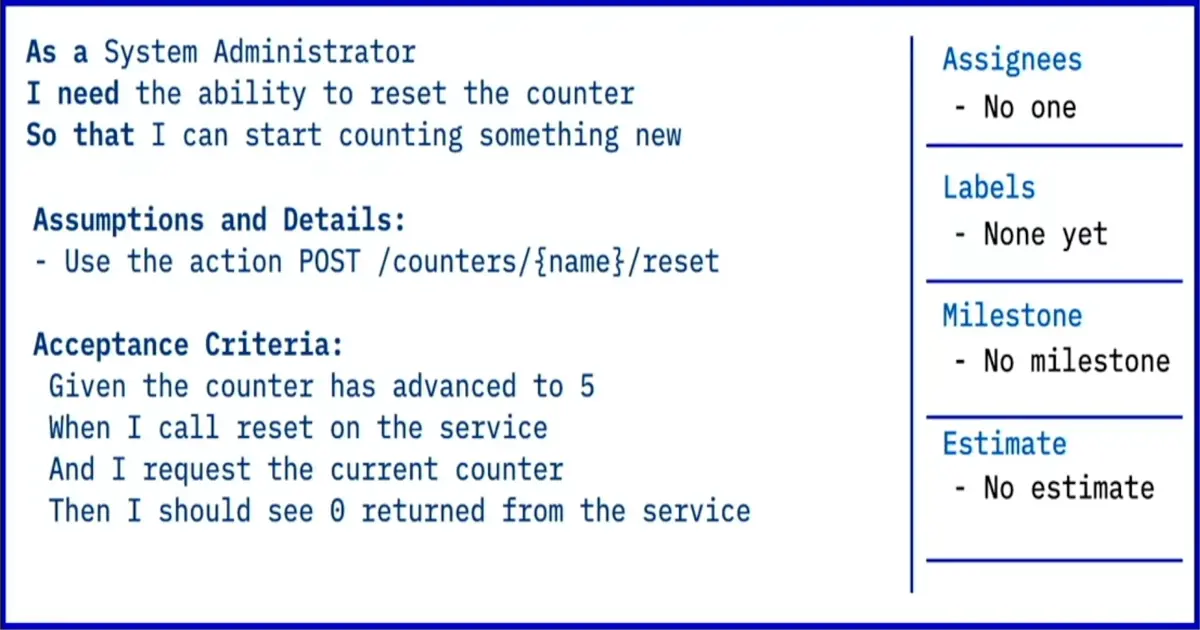 As a System Administrator
I need the ability to reset the counter
So that I can start counting something new
Assumptions and Details:
- Use the action POST /counters/{name}/reset
Acceptance Criteria:
Given the counter has advanced to 5
When I call reset on the service
And I request the current counter
Then I should see 0 returned from the service
Assignees
- No one
Labels
- None yet
Milestone
- No milestone
Estimate
- No estimate